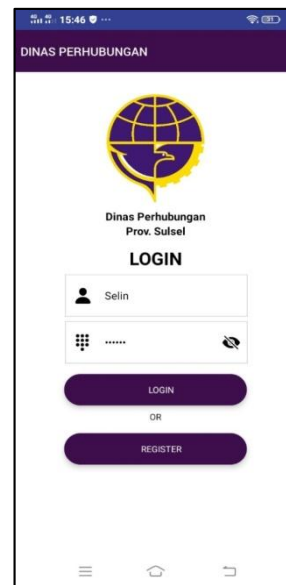 15:46
DINAS PERHUBUNGAN
Dinas Perhubungan
Prov. Sulsel
LOGIN
Selin
······
LOGIN
OR
REGISTER